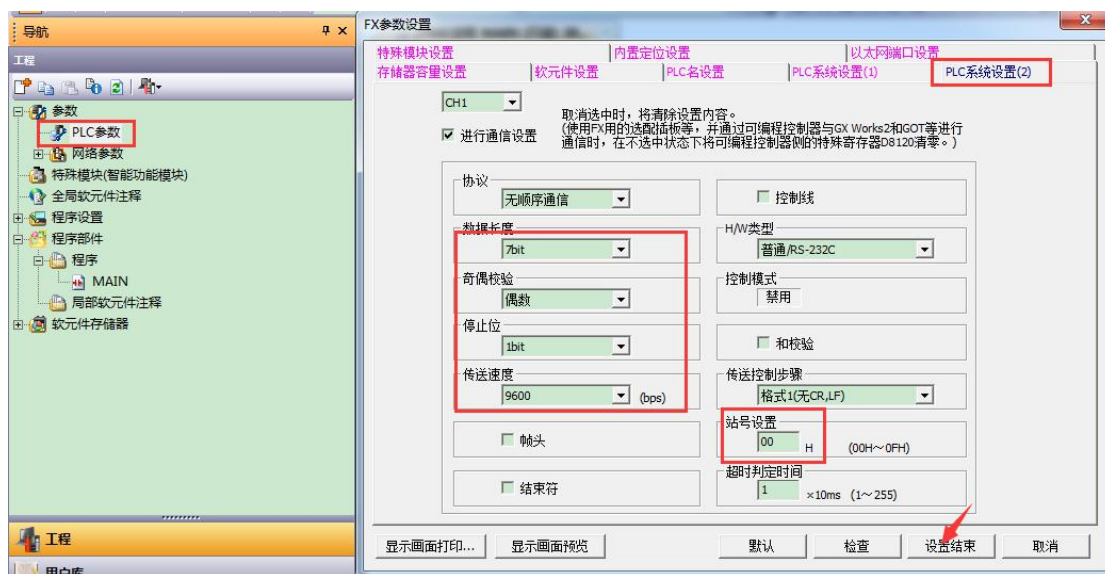 导航
工程
参数
PLC参数
网络参数
特殊模块(智能功能模块)
全局软元件注释
程序设置
程序部件
程序
MAIN
局部软元件注释
软元件存储器
工程
FX参数设置
特殊模块设置
内置定位设置
以太网端口设置
存储器容量设置
软元件设置
PLC名设置
PLC系统设置(1)
PLC系统设置(2)
CH1
取消选中时，将清除设置内容。
进行通信设置
(使用FX用的选配插板等，并通过可编程控制器与GX Works2和GOT等进行
通信时，在不选中状态下将可编程控制器侧的特殊寄存器D8120清零。)
协议
无顺序通信
控制线
数据长度
7bit
H/W类型
普通/RS-232C
奇偶校验
偶数
控制模式
禁用
停止位
1bit
和校验
传送速度
9600
(bps)
传送控制步骤
格式1(无CR,LF)
帧头
站号设置
00
H
(00H～0FH)
结束符
超时判定时间
1
×10ms
(1～255)
显示画面打印...
显示画面预览
默认
检查
设置结束
取消